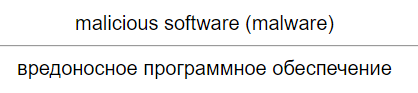 malicious software (malware)
вредоносное программное обеспечение